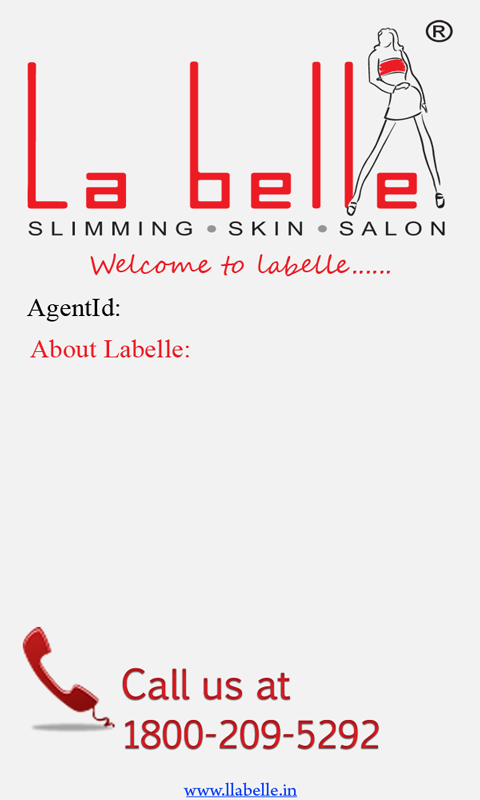 ®
La belle
SLIMMING • SKIN • SALON
Welcome to labelle......
AgentId:
About Labelle:
Call us at
1800-209-5292
www.llabelle.in